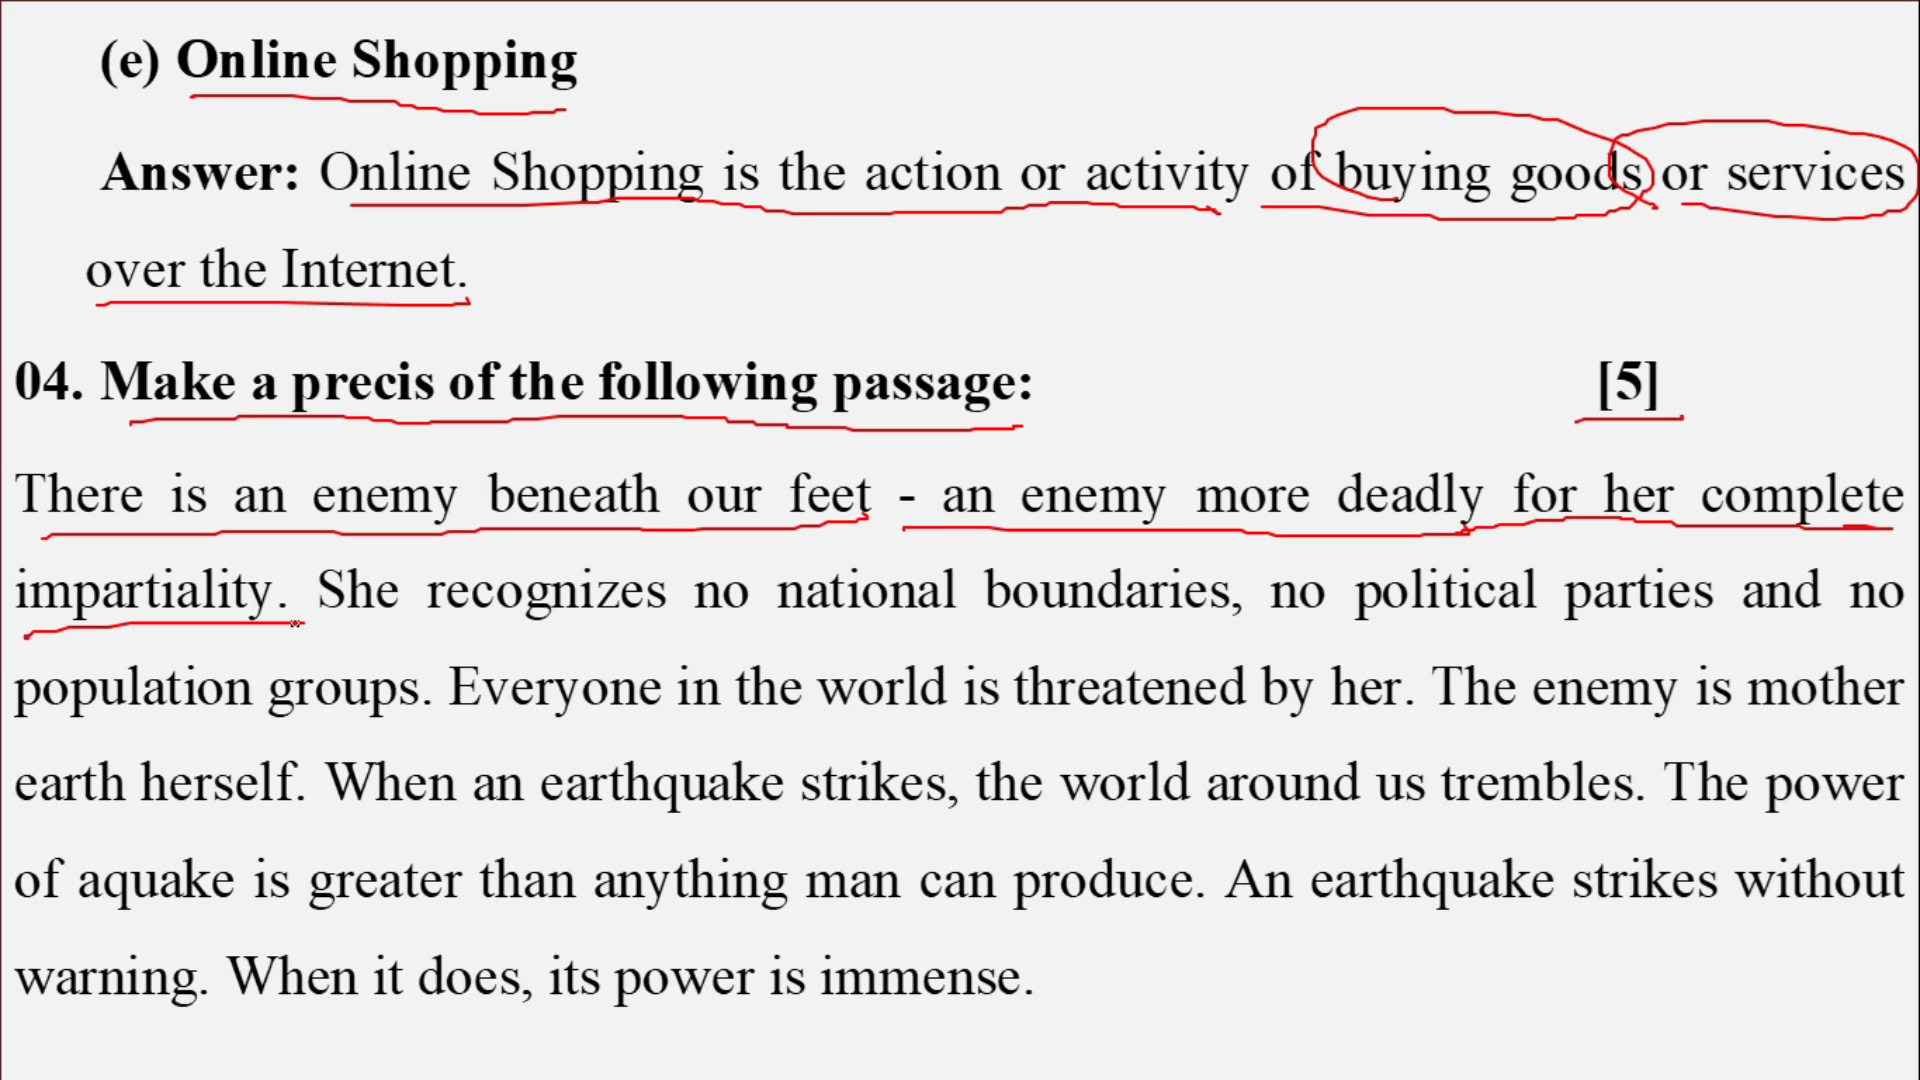 (e) Online Shopping
Answer: Online Shopping is the action or activity of buying goods or services
over the Internet.
04. Make a precis of the following passage: [5]
There is an enemy beneath our feet - an enemy more deadly for her complete
impartiality. She recognizes no national boundaries, no political parties and no
population groups. Everyone in the world is threatened by her. The enemy is mother
earth herself. When an earthquake strikes, the world around us trembles. The power
of aquake is greater than anything man can produce. An earthquake strikes without
warning. When it does, its power is immense.